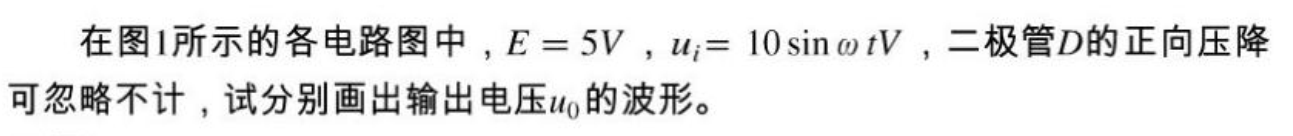 在图1所示的各电路图中，E = 5V ，uᵢ= 10 sin ω tV ，二极管D的正向压降
可忽略不计，试分别画出输出电压u₀的波形。